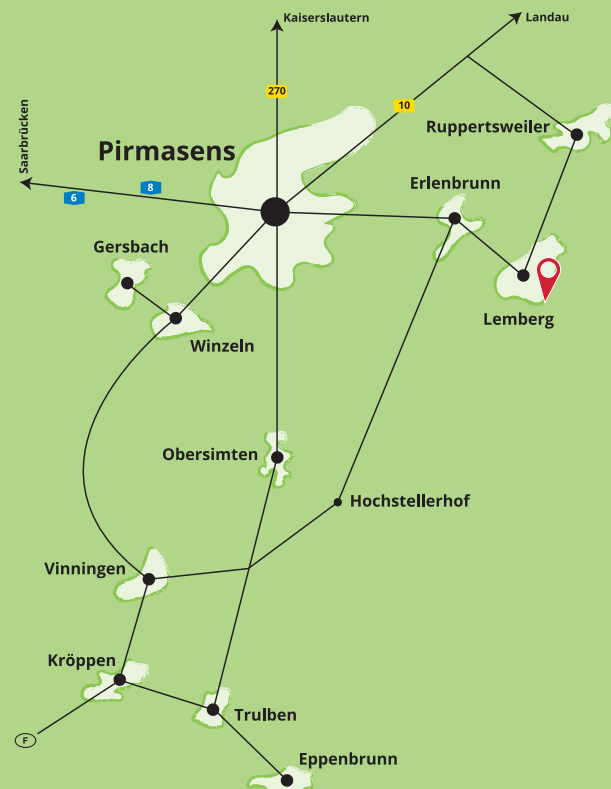 Kaiserslautern
Landau
270
10
Ruppertsweiler
Saarbrücken
Pirmasens
8
6
Erlenbrunn
Gersbach
Lemberg
Winzeln
Obersimten
Hochstellerhof
Vinningen
Kröppen
Trulben
F
Eppenbrunn